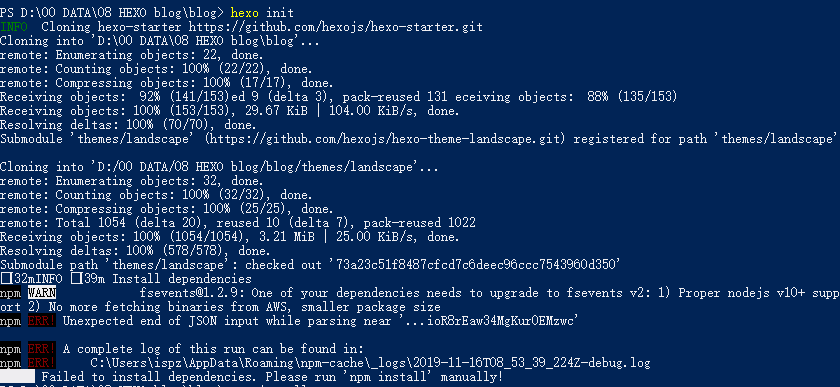 PS D:\00 DATA\08 HEXO blog\blog> hexo init
INFO  Cloning hexo-starter https://github.com/hexojs/hexo-starter.git
Cloning into 'D:\00 DATA\08 HEXO blog\blog'...
remote: Enumerating objects: 22, done.
remote: Counting objects: 100% (22/22), done.
remote: Compressing objects: 100% (17/17), done.
Receiving objects:  92% (141/153)ed 9 (delta 3), pack-reused 131 eceiving objects:  88% (135/153)
Receiving objects: 100% (153/153), 29.67 KiB | 104.00 KiB/s, done.
Resolving deltas: 100% (70/70), done.
Submodule 'themes/landscape' (https://github.com/hexojs/hexo-theme-landscape.git) registered for path 'themes/landscape'
Cloning into 'D:/00 DATA/08 HEXO blog/blog/themes/landscape'...
remote: Enumerating objects: 32, done.
remote: Counting objects: 100% (32/32), done.
remote: Compressing objects: 100% (25/25), done.
remote: Total 1054 (delta 20), reused 10 (delta 7), pack-reused 1022
Receiving objects: 100% (1054/1054), 3.21 MiB | 25.00 KiB/s, done.
Resolving deltas: 100% (578/578), done.
Submodule path 'themes/landscape': checked out '73a23c51f8487cfcd7c6deec96ccc7543960d350'
[32mINFO [39m Install dependencies
npm WARN fsevents@1.2.9: One of your dependencies needs to upgrade to fsevents v2: 1) Proper nodejs v10+ supp
ort 2) No more fetching binaries from AWS, smaller package size
npm ERR! Unexpected end of JSON input while parsing near '...ioR8rEaw34MgKurOEMzwc'
npm ERR! A complete log of this run can be found in:
npm ERR!     C:\Users\ispz\AppData\Roaming\npm-cache\_logs\2019-11-16T08_53_39_224Z-debug.log
Failed to install dependencies. Please run 'npm install' manually!